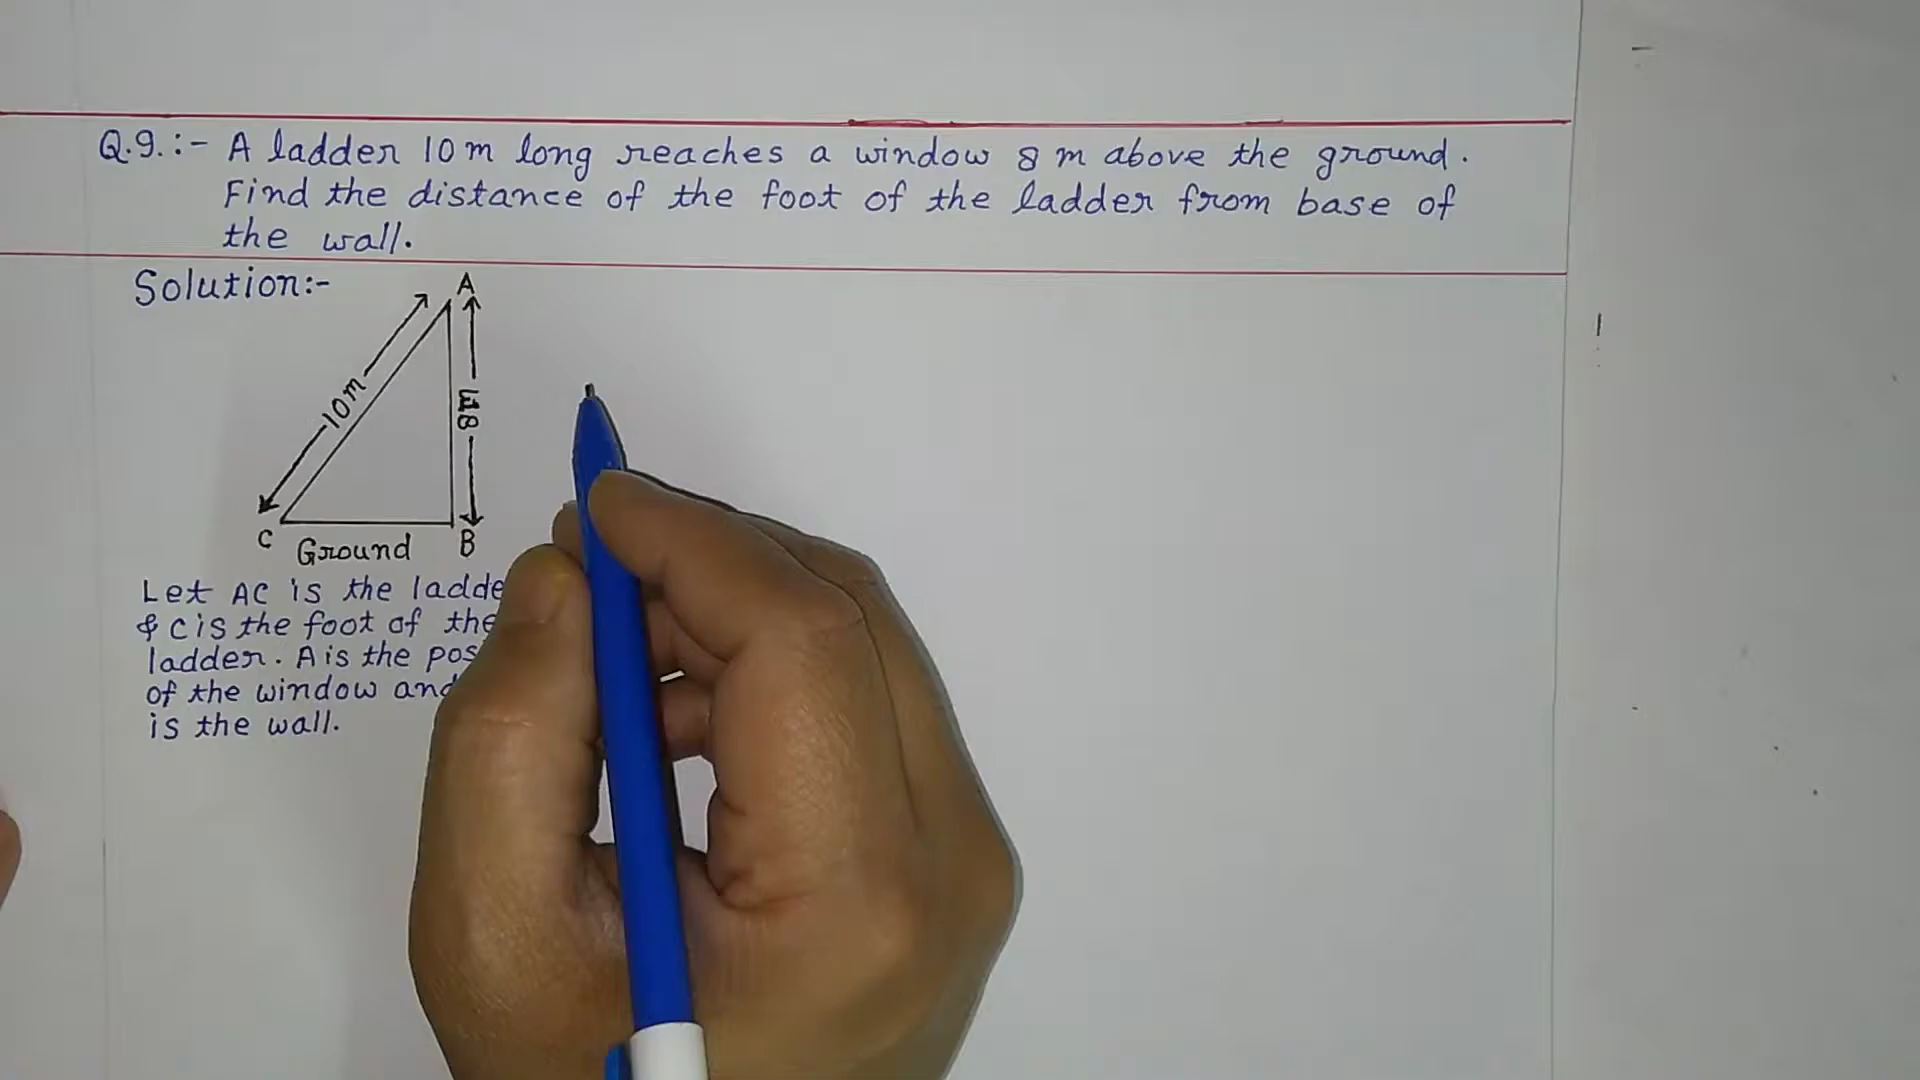 Q.9.:- A ladder 10 m long reaches a window 8 m above the ground.
Find the distance of the foot of the ladder from base of
the wall.
Solution:-
A
10m
8m
C
Ground
B
Let AC is the ladde
& C is the foot of the
ladder. A is the pos
of the window and
is the wall.